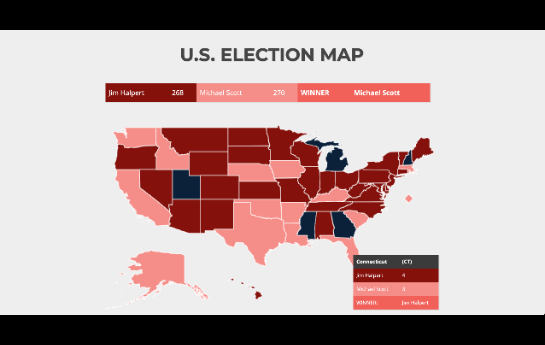 U.S. ELECTION MAP
Jim Halpert 268 Michael Scott 270 WINNER Michael Scott
Connecticut (CT)
Jim Halpert 4
Michael Scott 3
WINNER: Jim Halpert